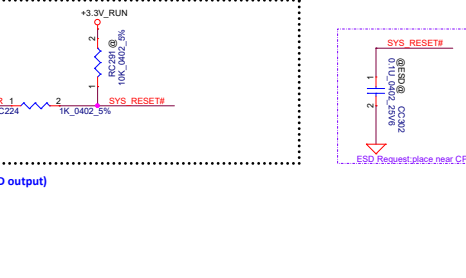 +3.3V_RUN
2
RC291 @
10K_0402_5%
1
R 1
2
SYS_RESET#
C224
1K_0402_5%
D output)
SYS_RESET#
1
2
@ESD@
0.1U_0402_25V6
CC302
ESD Request:place near CP